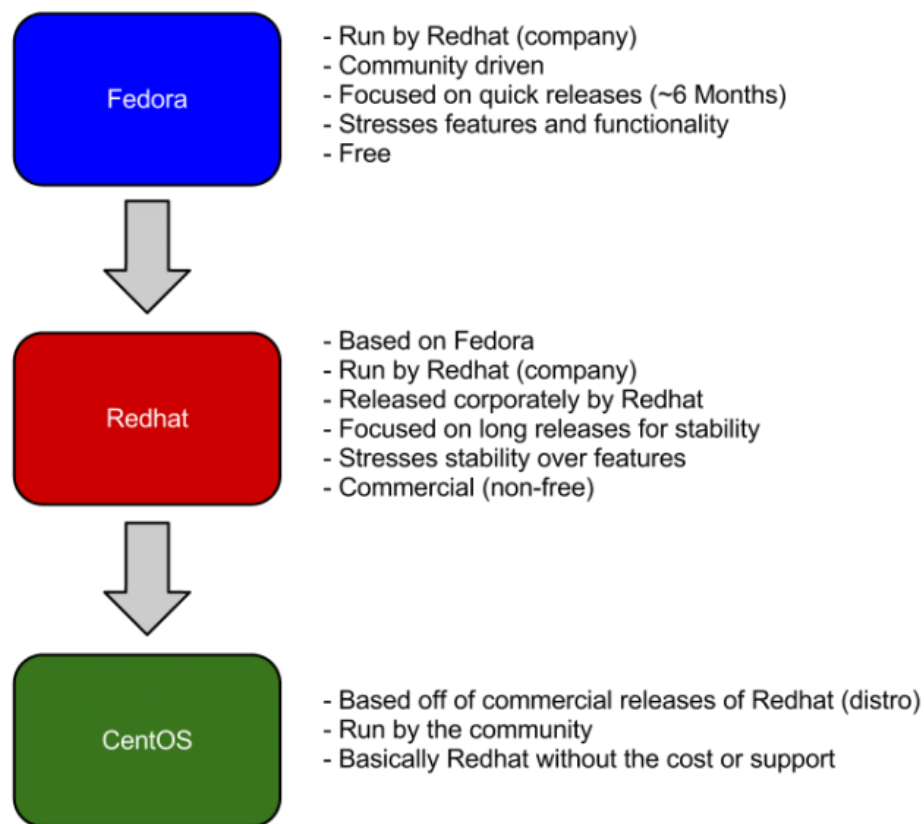 Fedora
- Run by Redhat (company)
- Community driven
- Focused on quick releases (~6 Months)
- Stresses features and functionality
- Free
Redhat
- Based on Fedora
- Run by Redhat (company)
- Released corporately by Redhat
- Focused on long releases for stability
- Stresses stability over features
- Commercial (non-free)
CentOS
- Based off of commercial releases of Redhat (distro)
- Run by the community
- Basically Redhat without the cost or support